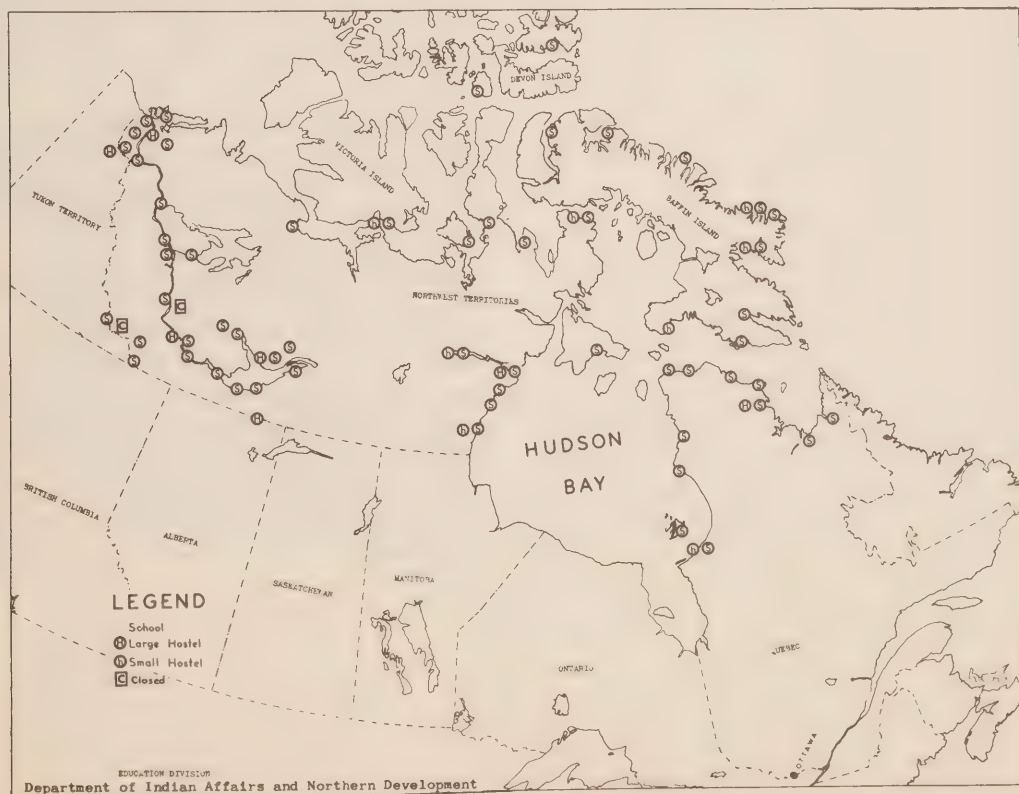 DEVON ISLAND
VICTORIA ISLAND
BAFFIN ISLAND
YUKON TERRITORY
NORTHWEST TERRITORIES
HUDSON
BAY
BRITISH COLUMBIA
ALBERTA
SASKATCHEWAN
MANITOBA
ONTARIO
QUEBEC
OTTAWA
LEGEND
School
H Large Hostel
h Small Hostel
C Closed
EDUCATION DIVISION
Department of Indian Affairs and Northern Development